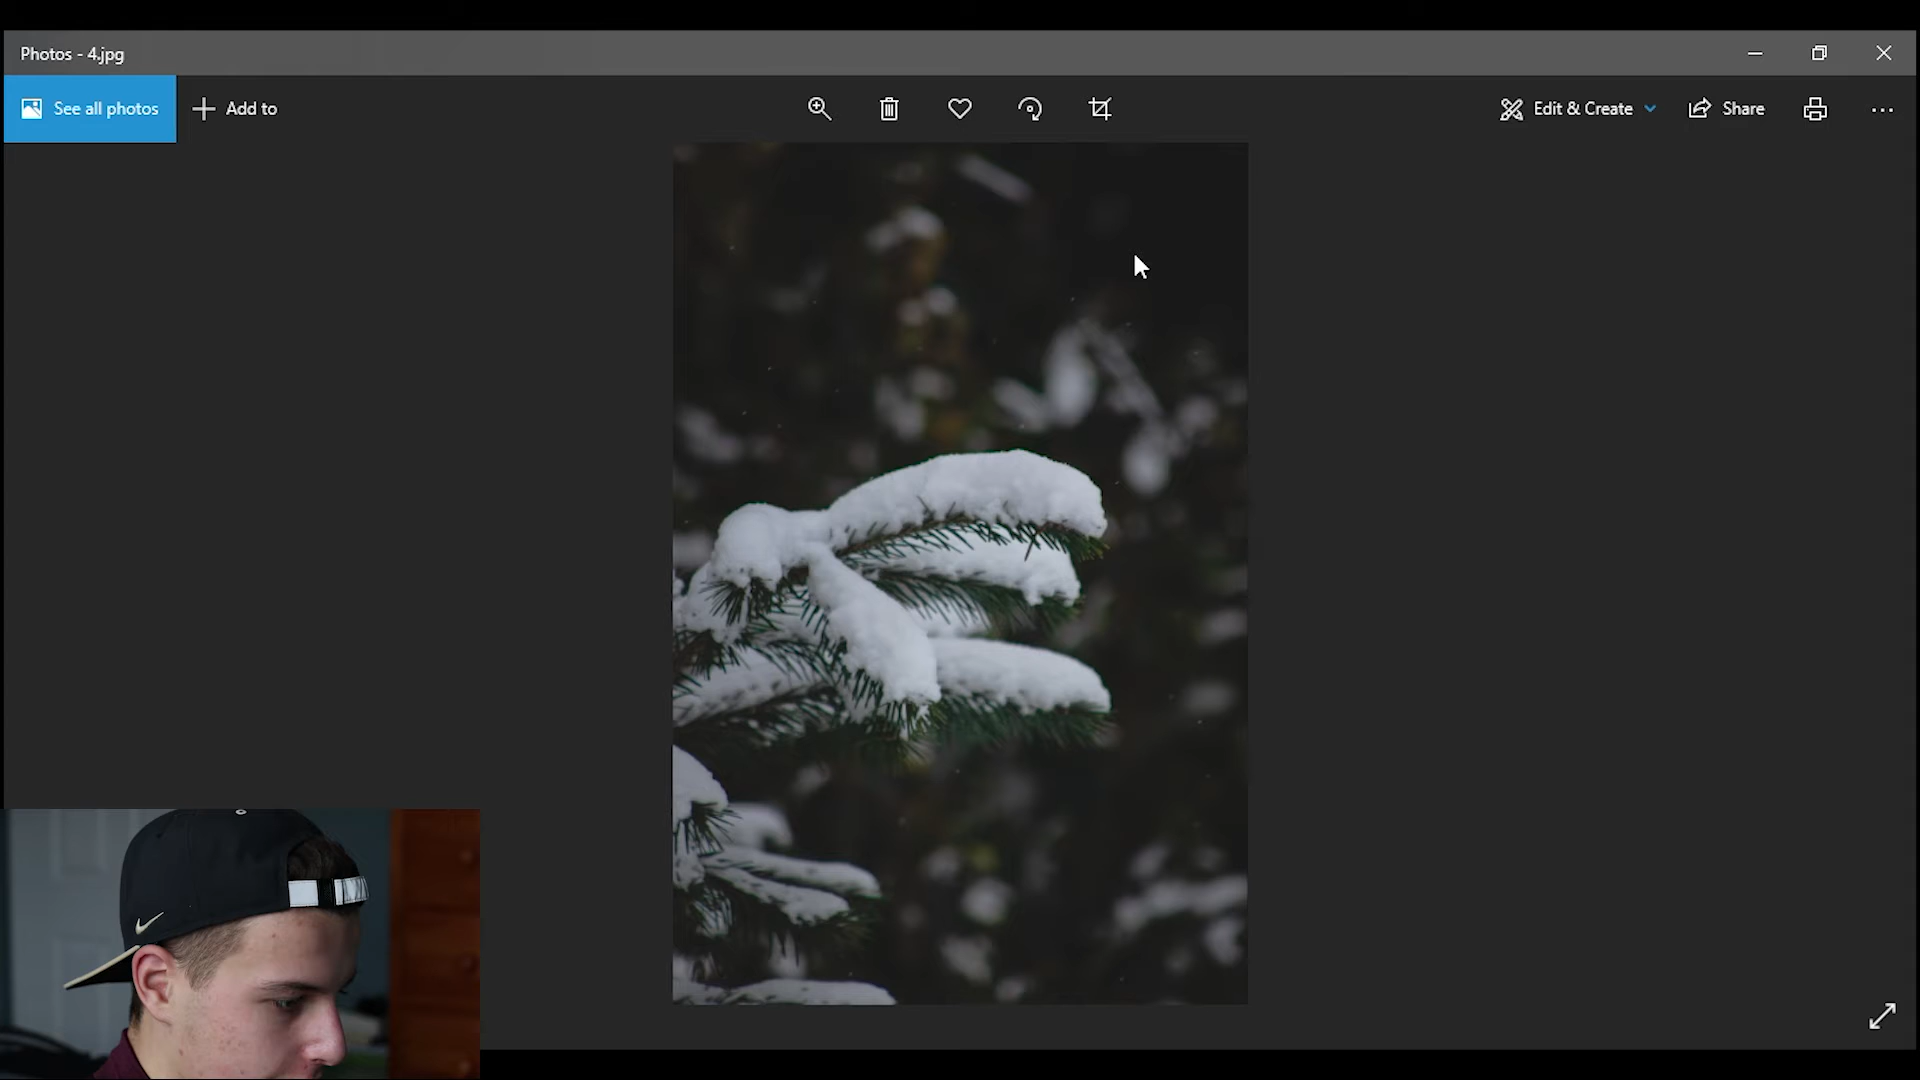 Photos - 4.jpg
See all photos
Add to
Edit & Create
Share